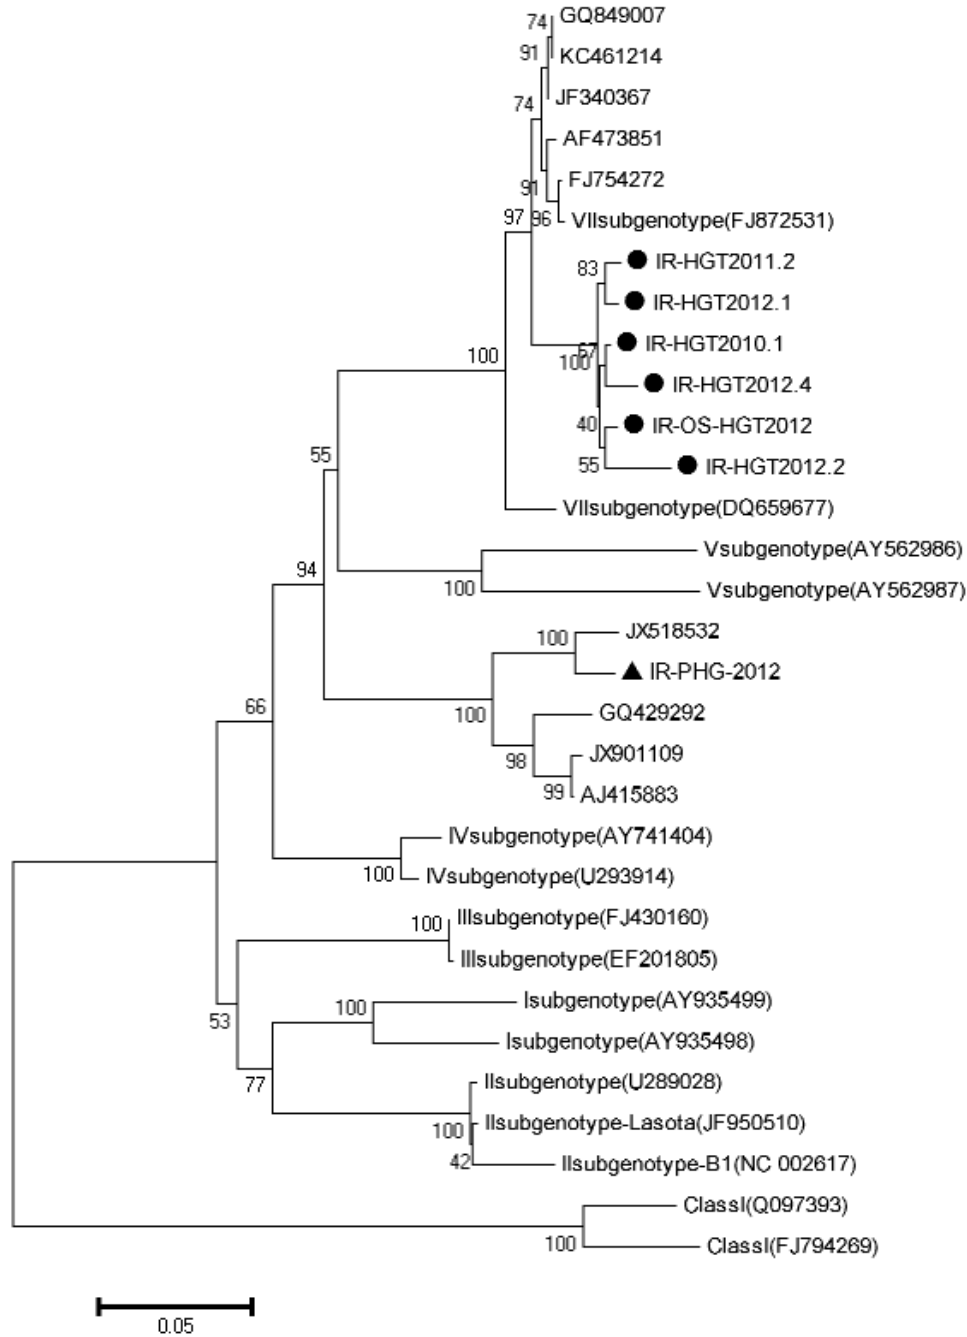 74
GQ849007
91
KC461214
JF340367
74
AF473851
91
FJ754272
97
96
VIIsubgenotype(FJ872531)
83
IR-HGT2011.2
IR-HGT2012.1
67
IR-HGT2010.1
100
100
IR-HGT2012.4
40
IR-OS-HGT2012
55
IR-HGT2012.2
55
VIIsubgenotype(DQ659677)
Vsubgenotype(AY562986)
94
100
Vsubgenotype(AY562987)
100
JX518532
IR-PHG-2012
66
100
GQ429292
98
JX901109
99
AJ415883
IVsubgenotype(AY741404)
100
IVsubgenotype(U293914)
100
IIIsubgenotype(FJ430160)
IIIsubgenotype(EF201805)
100
Isubgenotype(AY935499)
53
Isubgenotype(AY935498)
77
IIsubgenotype(U289028)
100
IIsubgenotype-Lasota(JF950510)
42
IIsubgenotype-B1(NC 002617)
ClassI(Q097393)
100
ClassI(FJ794269)
0.05